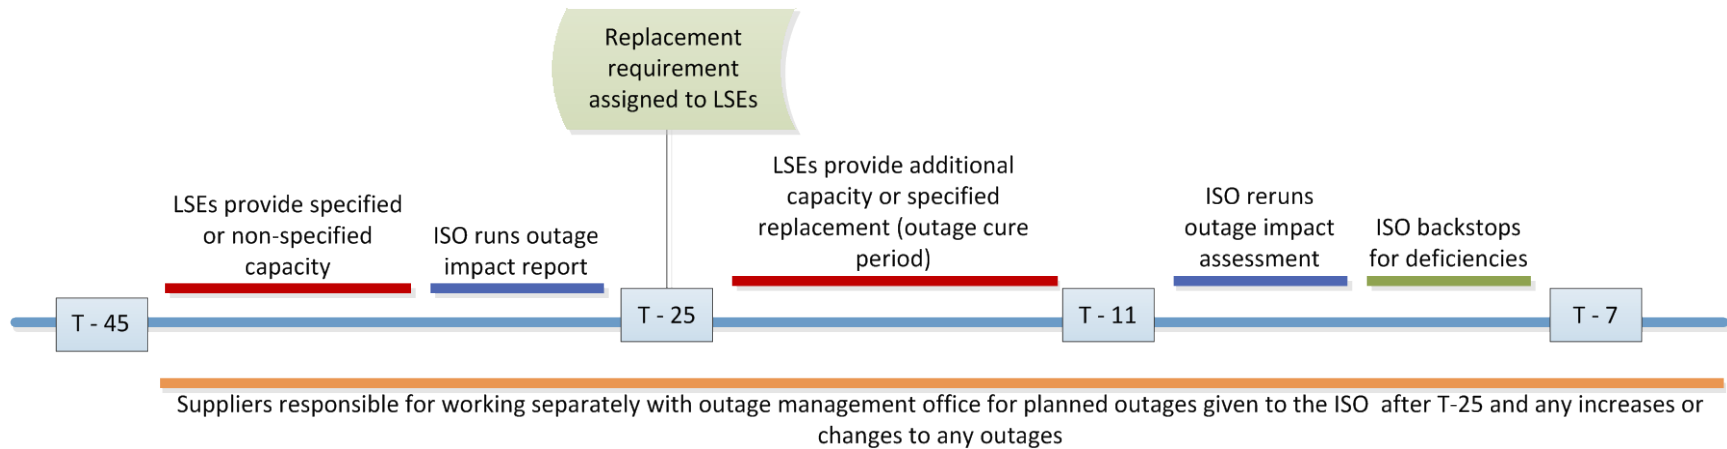 Replacement
requirement
assigned to LSEs
LSEs provide specified
or non-specified
capacity
ISO runs outage
impact report
LSEs provide additional
capacity or specified
replacement (outage cure
period)
ISO reruns
outage impact
assessment
ISO backstops
for deficiencies
T - 45
T - 25
T - 11
T - 7
Suppliers responsible for working separately with outage management office for planned outages given to the ISO after T-25 and any increases or
changes to any outages